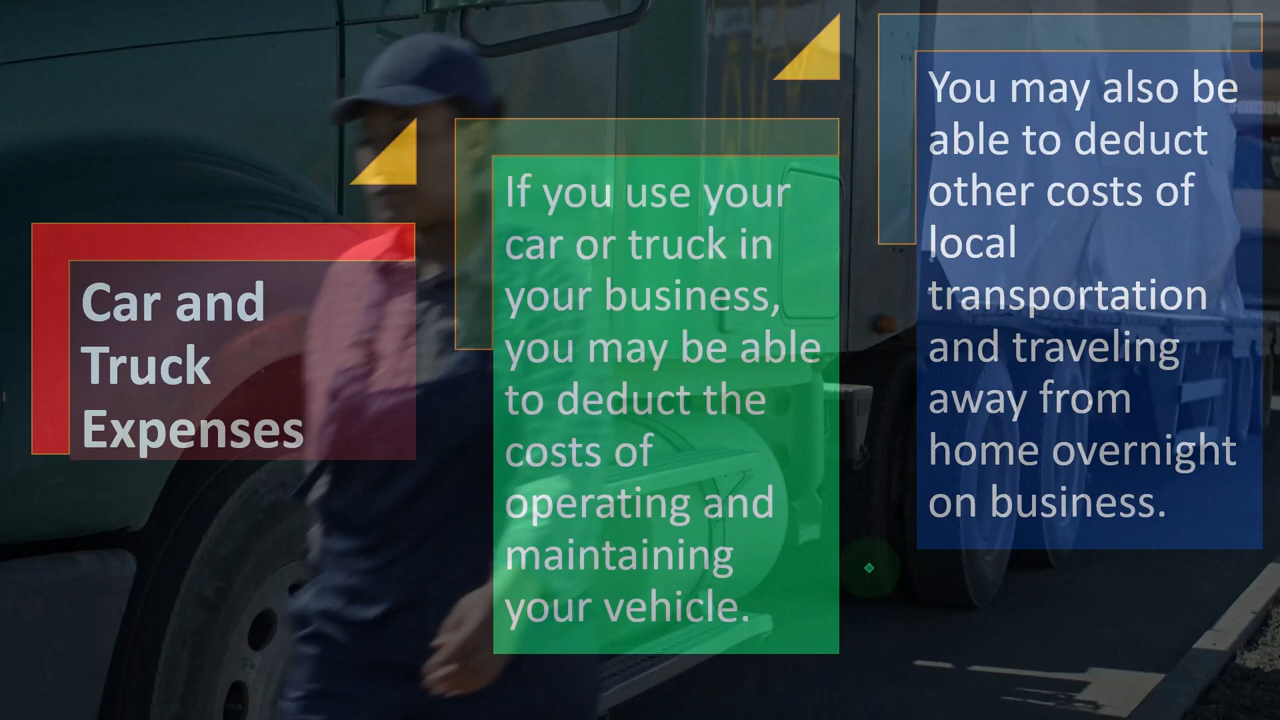 Car and
Truck
Expenses
If you use your
car or truck in
your business,
you may be able
to deduct the
costs of
operating and
maintaining
your vehicle.
You may also be
able to deduct
other costs of
local
transportation
and traveling
away from
home overnight
on business.